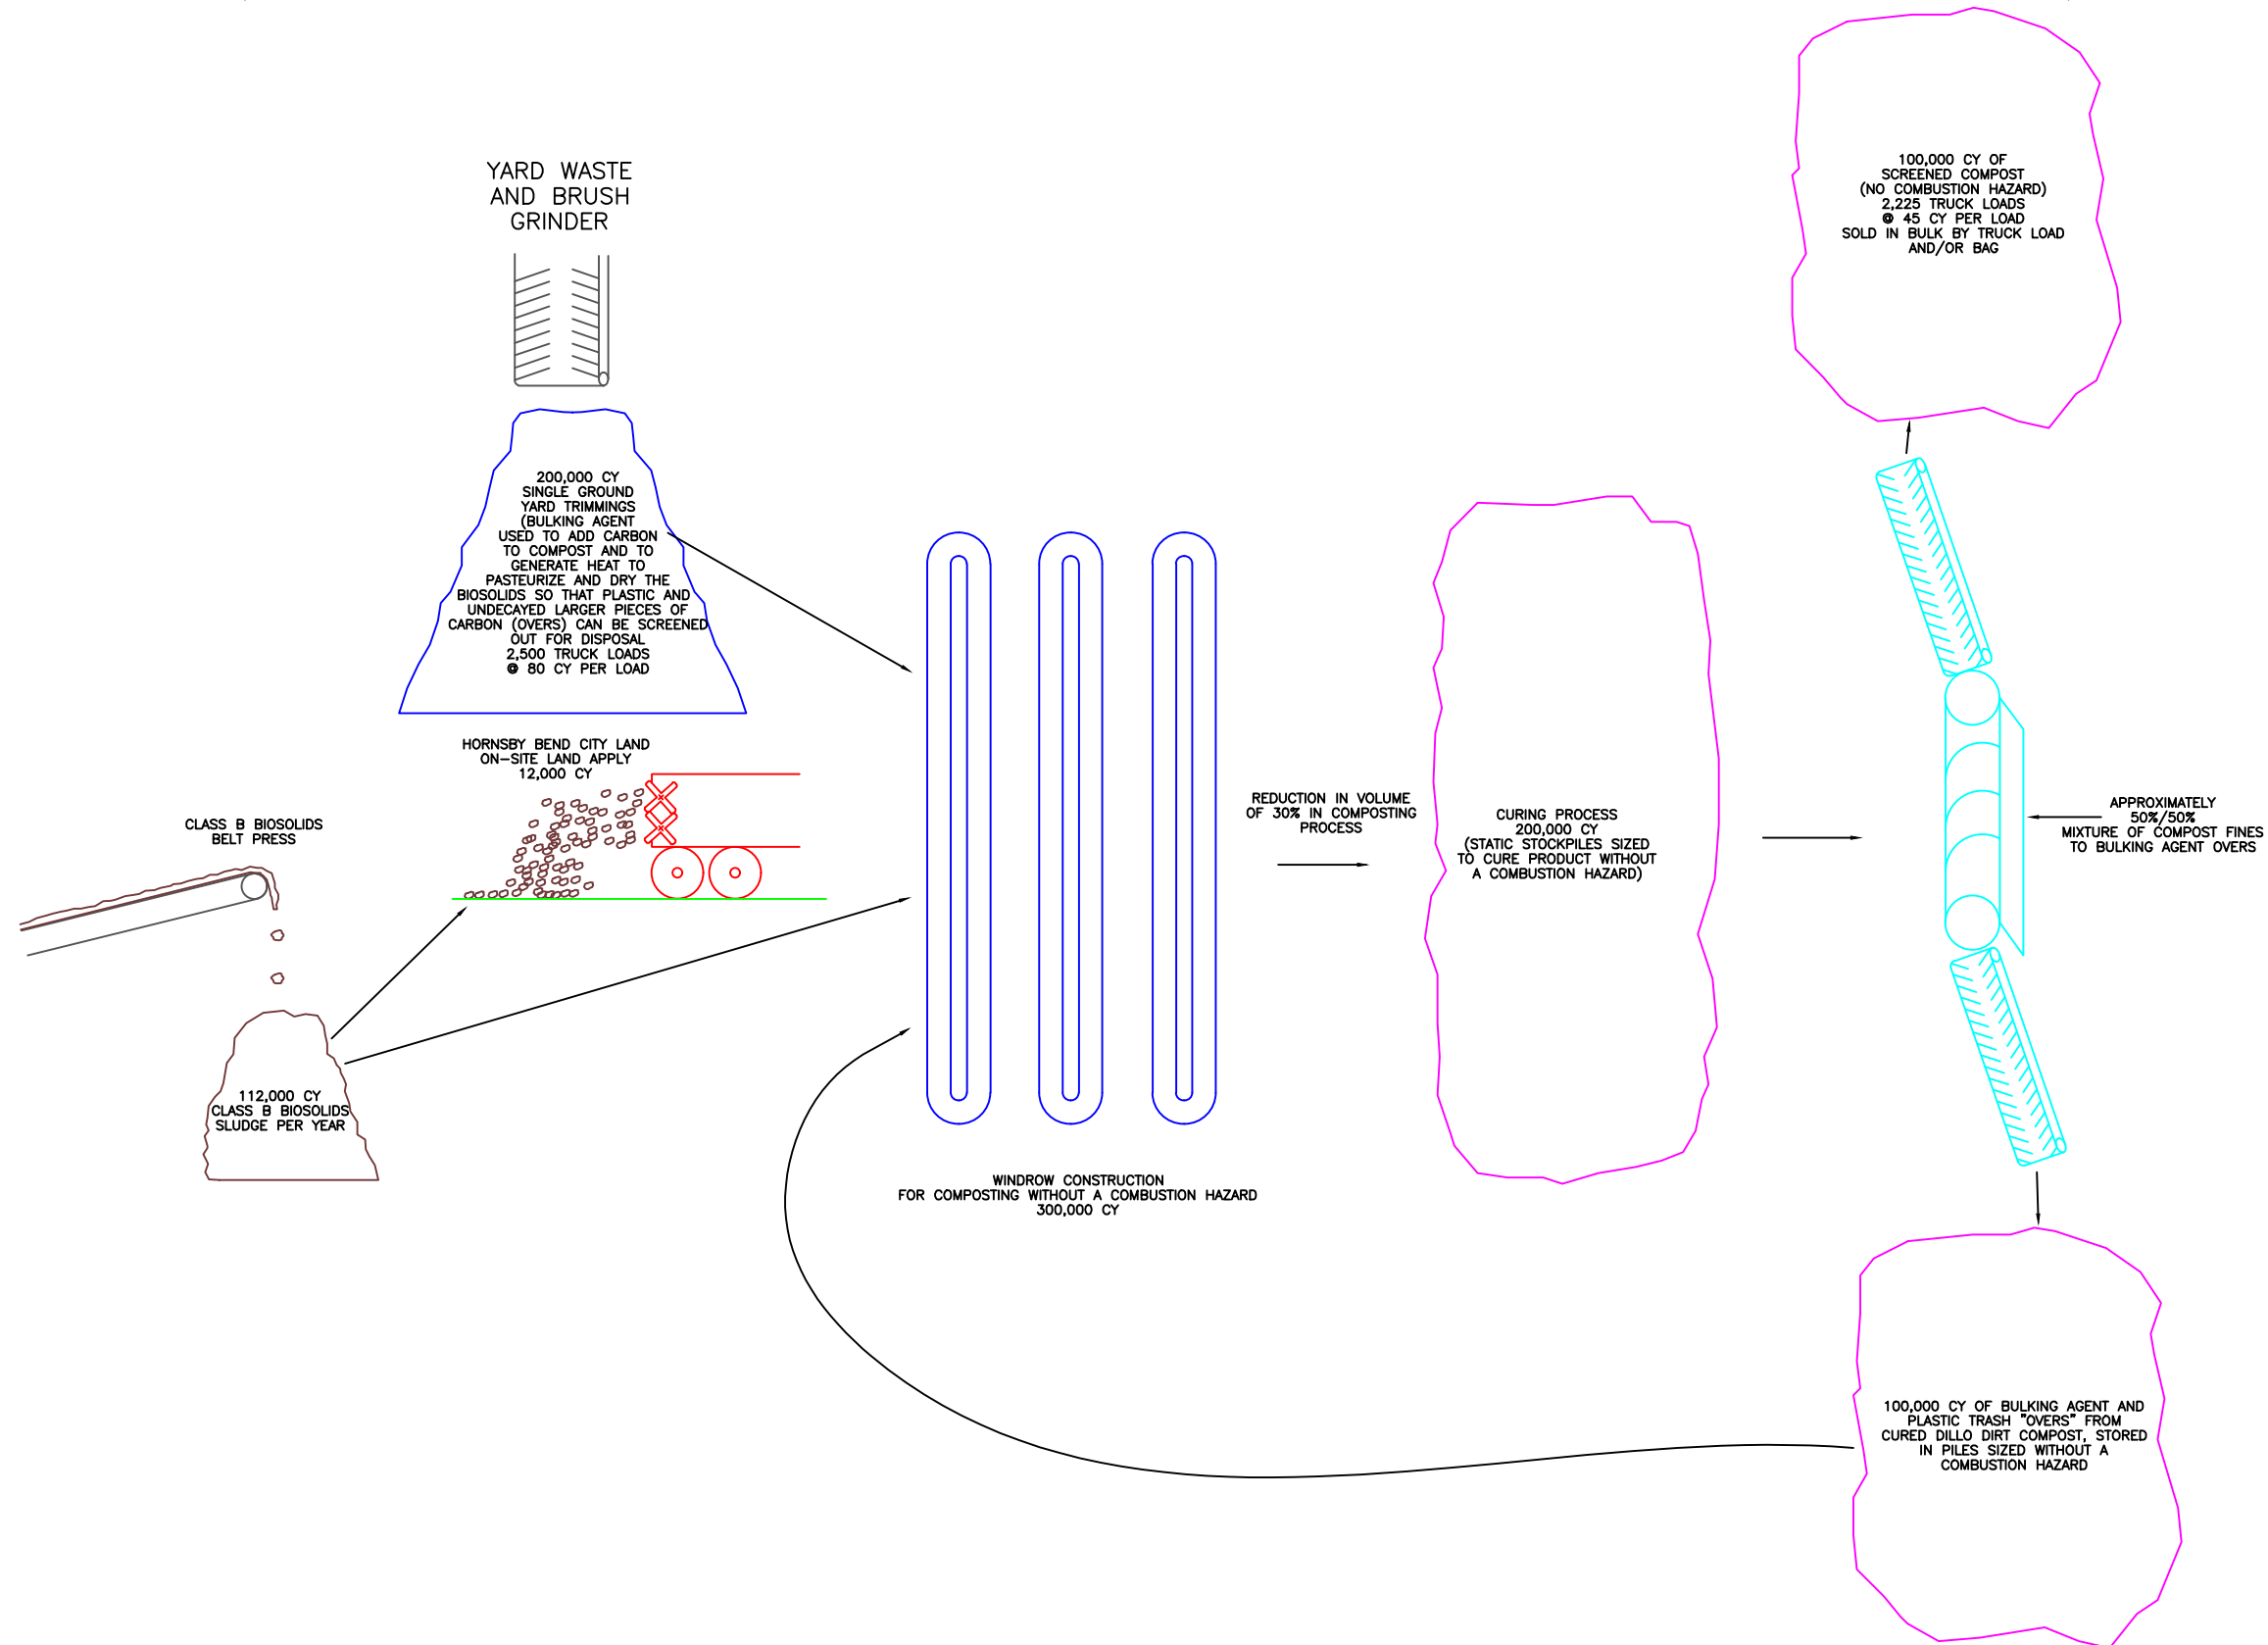 YARD WASTE
AND BRUSH
GRINDER
200,000 CY
SINGLE GROUND
YARD TRIMMINGS
(BULKING AGENT
USED TO ADD CARBON
TO COMPOST AND TO
GENERATE HEAT TO
PASTEURIZE AND DRY THE
BIOSOLIDS SO THAT PLASTIC AND
UNDECAYED LARGER PIECES OF
CARBON (OVERS) CAN BE SCREENED
OUT FOR DISPOSAL
2,500 TRUCK LOADS
@ 80 CY PER LOAD
HORNSBY BEND CITY LAND
ON-SITE LAND APPLY
12,000 CY
CLASS B BIOSOLIDS
BELT PRESS
112,000 CY
CLASS B BIOSOLIDS
SLUDGE PER YEAR
WINDROW CONSTRUCTION
FOR COMPOSTING WITHOUT A COMBUSTION HAZARD
300,000 CY
REDUCTION IN VOLUME
OF 30% IN COMPOSTING
PROCESS
CURING PROCESS
200,000 CY
(STATIC STOCKPILES SIZED
TO CURE PRODUCT WITHOUT
A COMBUSTION HAZARD)
100,000 CY OF
SCREENED COMPOST
(NO COMBUSTION HAZARD)
2,225 TRUCK LOADS
@ 45 CY PER LOAD
SOLD IN BULK BY TRUCK LOAD
AND/OR BAG
APPROXIMATELY
50%/50%
MIXTURE OF COMPOST FINES
TO BULKING AGENT OVERS
100,000 CY OF BULKING AGENT AND
PLASTIC TRASH "OVERS" FROM
CURED DILLO DIRT COMPOST, STORED
IN PILES SIZED WITHOUT A
COMBUSTION HAZARD